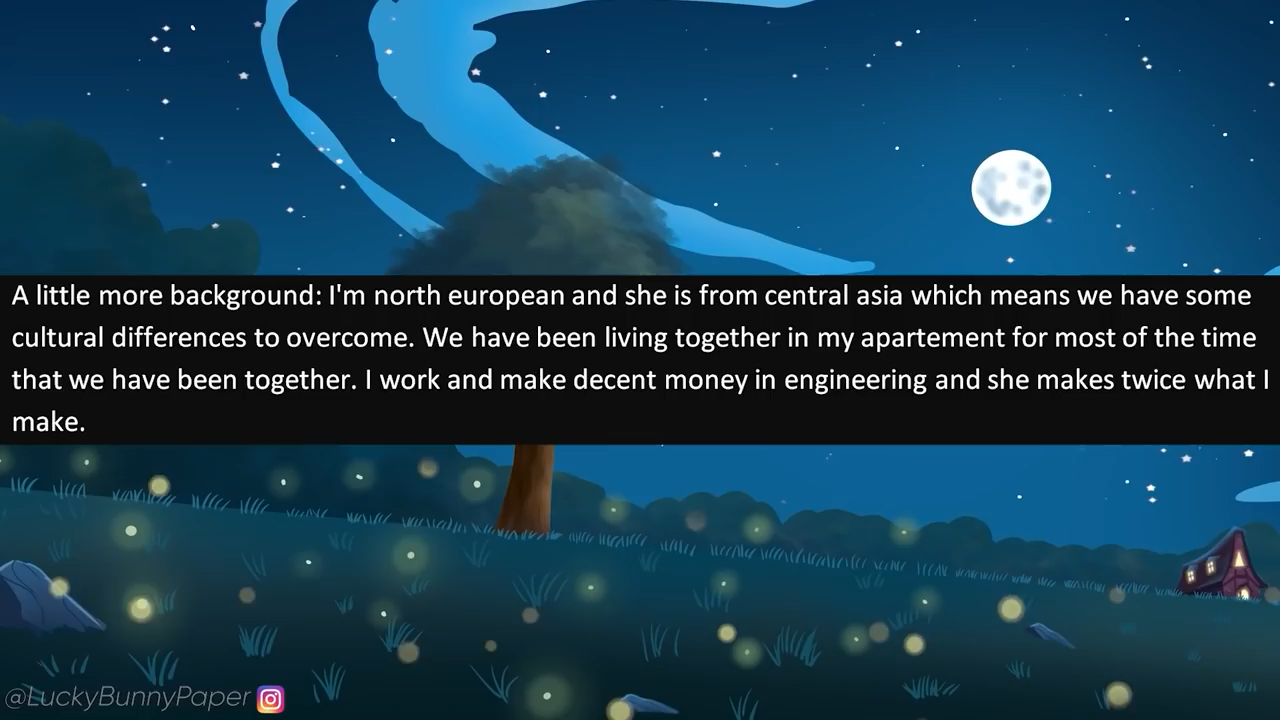 A little more background: I'm north european and she is from central asia which means we have some
cultural differences to overcome. We have been living together in my apartement for most of the time
that we have been together. I work and make decent money in engineering and she makes twice what I
make.
@LuckyBunnyPaper